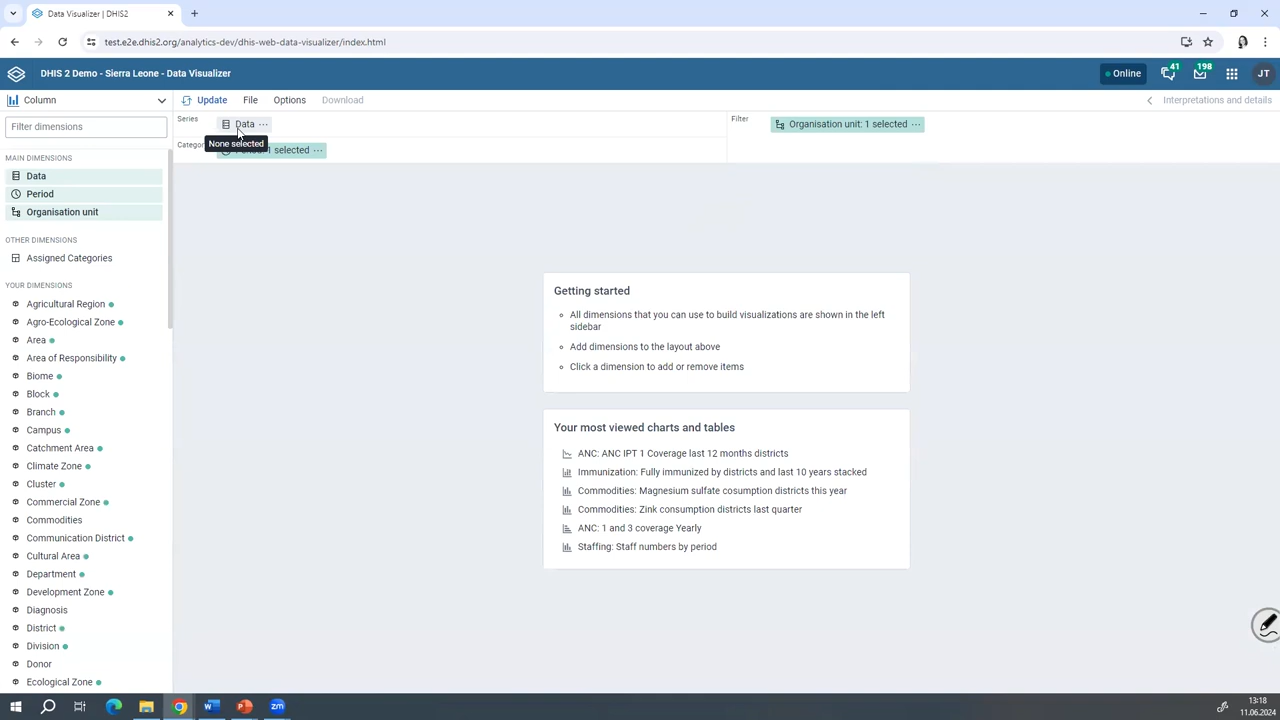 Data Visualizer | DHIS2
test.e2e.dhis2.org/analytics-dev/dhis-web-data-visualizer/index.html
DHIS 2 Demo - Sierra Leone - Data Visualizer
Online
41
198
JT
Column
Update
File
Options
Download
Interpretations and details
Filter dimensions
Series
Data
None selected
1 selected
Filter
Organisation unit: 1 selected
MAIN DIMENSIONS
Data
Period
Organisation unit
OTHER DIMENSIONS
Assigned Categories
YOUR DIMENSIONS
Agricultural Region
Agro-Ecological Zone
Area
Area of Responsibility
Biome
Block
Branch
Campus
Catchment Area
Climate Zone
Cluster
Commercial Zone
Commodities
Communication District
Cultural Area
Department
Development Zone
Diagnosis
District
Division
Donor
Ecological Zone
Getting started
All dimensions that you can use to build visualizations are shown in the left
sidebar
Add dimensions to the layout above
Click a dimension to add or remove items
Your most viewed charts and tables
ANC: ANC IPT 1 Coverage last 12 months districts
Immunization: Fully immunized by districts and last 10 years stacked
Commodities: Magnesium sulfate cosumption districts this year
Commodities: Zink consumption districts last quarter
ANC: 1 and 3 coverage Yearly
Staffing: Staff numbers by period
13:18
11.06.2024